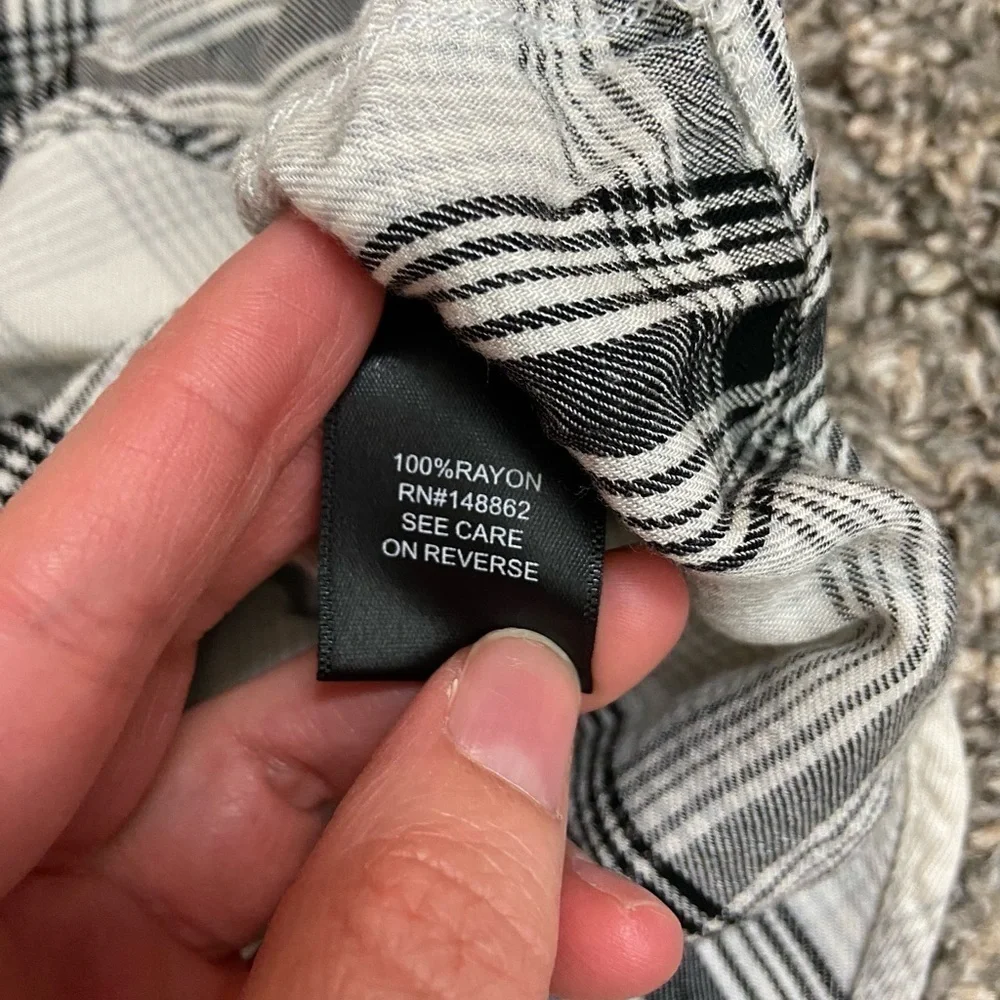 100%RAYON
RN#148862
SEE CARE
ON REVERSE